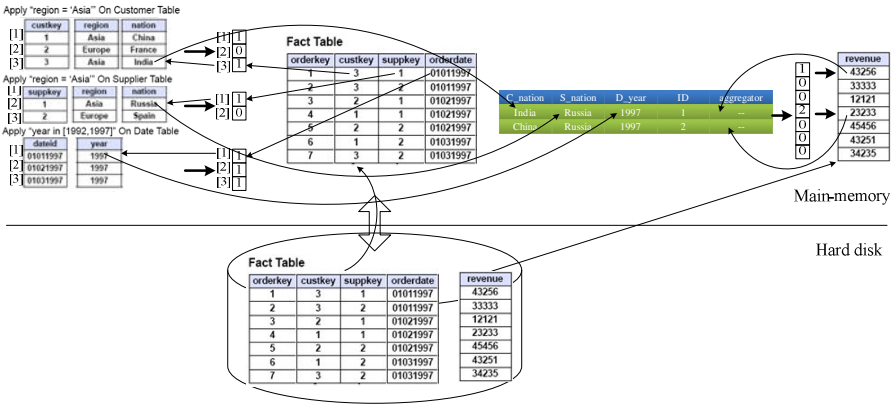 Apply “region = ‘Asia’” On Customer Table
custkey region nation
[1] 1 Asia China
[2] 2 Europe France
[3] 3 Asia India
[1] 1
[2] 0
[3] 1
Apply “region = ‘Asia’” On Supplier Table
suppkey region nation
[2] 1 Asia Russia
[3] 2 Europe Spain
[1] 1
[2] 0
Apply “year in [1992,1997]” On Date Table
dateid year
[1] 01011997 1997
[2] 01021997 1997
[3] 01031997 1997
[1] 1
[2] 1
[3] 1
Fact Table
orderkey custkey suppkey orderdate
1 3 1 01011997
2 3 2 01011997
3 2 1 01021997
4 1 1 01021997
5 2 2 01021997
6 1 2 01031997
7 3 2 01031997
C_nation S_nation D_year ID aggregator
India Russia 1997 1 --
China Russia 1997 2 --
1
0
0
2
0
0
0
revenue
43256
33333
12121
23233
45456
43251
34235
Main-memory
Hard disk
Fact Table
orderkey custkey suppkey orderdate
1 3 1 01011997
2 3 2 01011997
3 2 1 01021997
4 1 1 01021997
5 2 2 01021997
6 1 2 01031997
7 3 2 01031997
revenue
43256
33333
12121
23233
45456
43251
34235